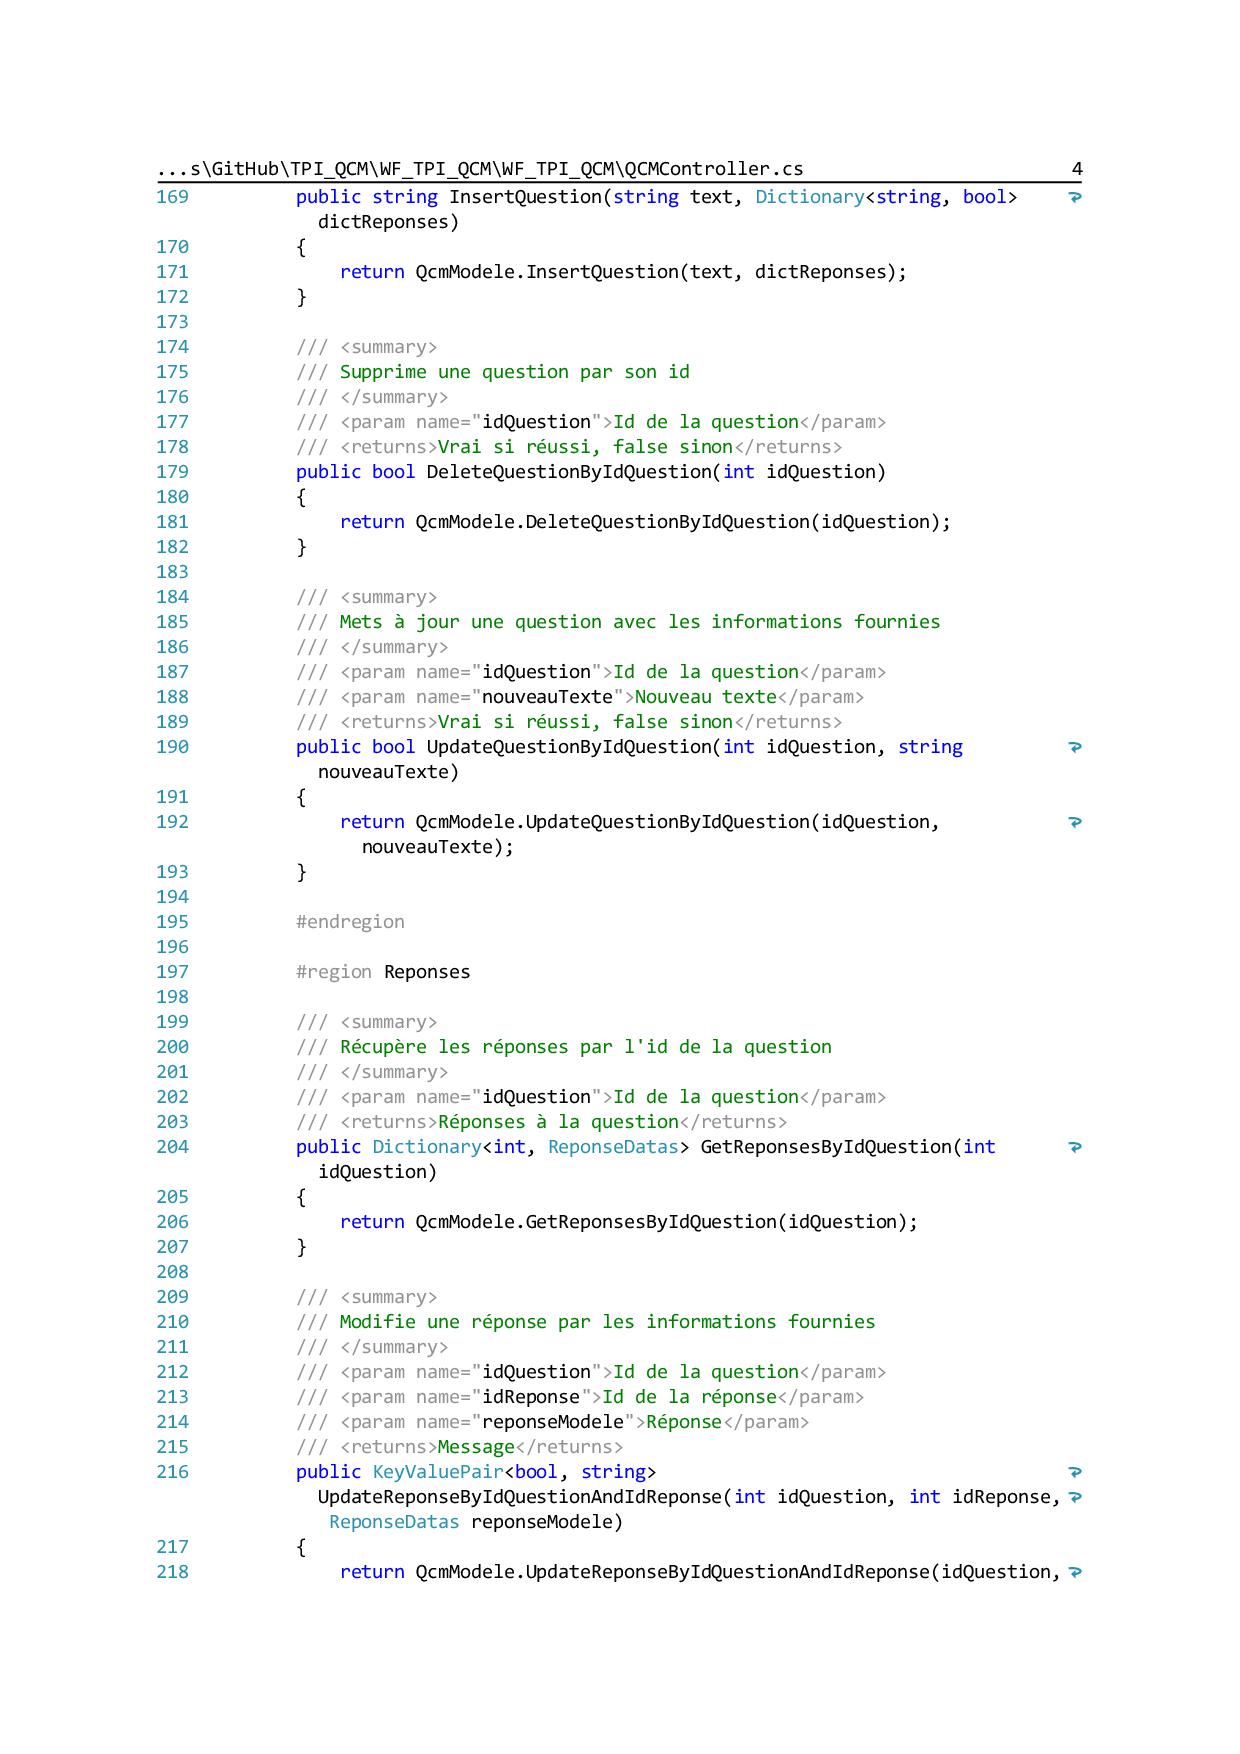 ...s\GitHub\TPI_QCM\WF_TPI_QCM\WF_TPI_QCM\QCMController.cs 4
169 public string InsertQuestion(string text, Dictionary<string, bool>
dictReponses)
170 {
171 return QcmModele.InsertQuestion(text, dictReponses);
172 }
173
174 /// <summary>
175 /// Supprime une question par son id
176 /// </summary>
177 /// <param name="idQuestion">Id de la question</param>
178 /// <returns>Vrai si réussi, false sinon</returns>
179 public bool DeleteQuestionByIdQuestion(int idQuestion)
180 {
181 return QcmModele.DeleteQuestionByIdQuestion(idQuestion);
182 }
183
184 /// <summary>
185 /// Mets à jour une question avec les informations fournies
186 /// </summary>
187 /// <param name="idQuestion">Id de la question</param>
188 /// <param name="nouveauTexte">Nouveau texte</param>
189 /// <returns>Vrai si réussi, false sinon</returns>
190 public bool UpdateQuestionByIdQuestion(int idQuestion, string
nouveauTexte)
191 {
192 return QcmModele.UpdateQuestionByIdQuestion(idQuestion,
nouveauTexte);
193 }
194
195 #endregion
196
197 #region Reponses
198
199 /// <summary>
200 /// Récupère les réponses par l'id de la question
201 /// </summary>
202 /// <param name="idQuestion">Id de la question</param>
203 /// <returns>Réponses à la question</returns>
204 public Dictionary<int, ReponseDatas> GetReponsesByIdQuestion(int
idQuestion)
205 {
206 return QcmModele.GetReponsesByIdQuestion(idQuestion);
207 }
208
209 /// <summary>
210 /// Modifie une réponse par les informations fournies
211 /// </summary>
212 /// <param name="idQuestion">Id de la question</param>
213 /// <param name="idReponse">Id de la réponse</param>
214 /// <param name="reponseModele">Réponse</param>
215 /// <returns>Message</returns>
216 public KeyValuePair<bool, string>
UpdateReponseByIdQuestionAndIdReponse(int idQuestion, int idReponse,
ReponseDatas reponseModele)
217 {
218 return QcmModele.UpdateReponseByIdQuestionAndIdReponse(idQuestion,